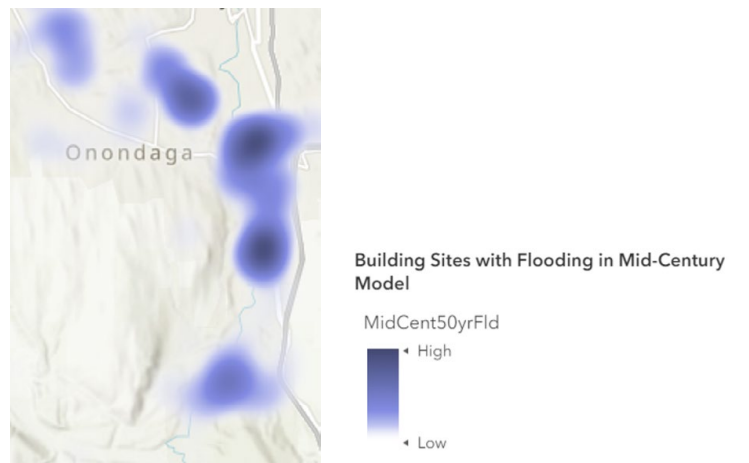 Onondaga
Building Sites with Flooding in Mid-Century
Model
MidCent50yrFld
High
Low